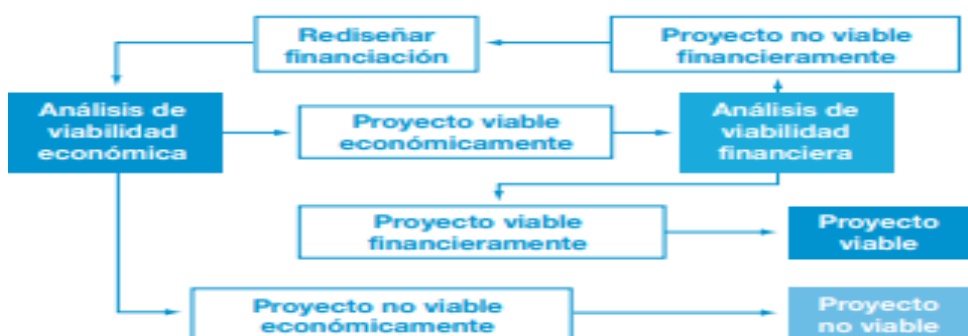 Rediseñar
financiación
Proyecto no viable
financieramente
Análisis de
viabilidad
económica
Proyecto viable
económicamente
Análisis de
viabilidad
financiera
Proyecto viable
financieramente
Proyecto
viable
Proyecto no viable
económicamente
Proyecto
no viable